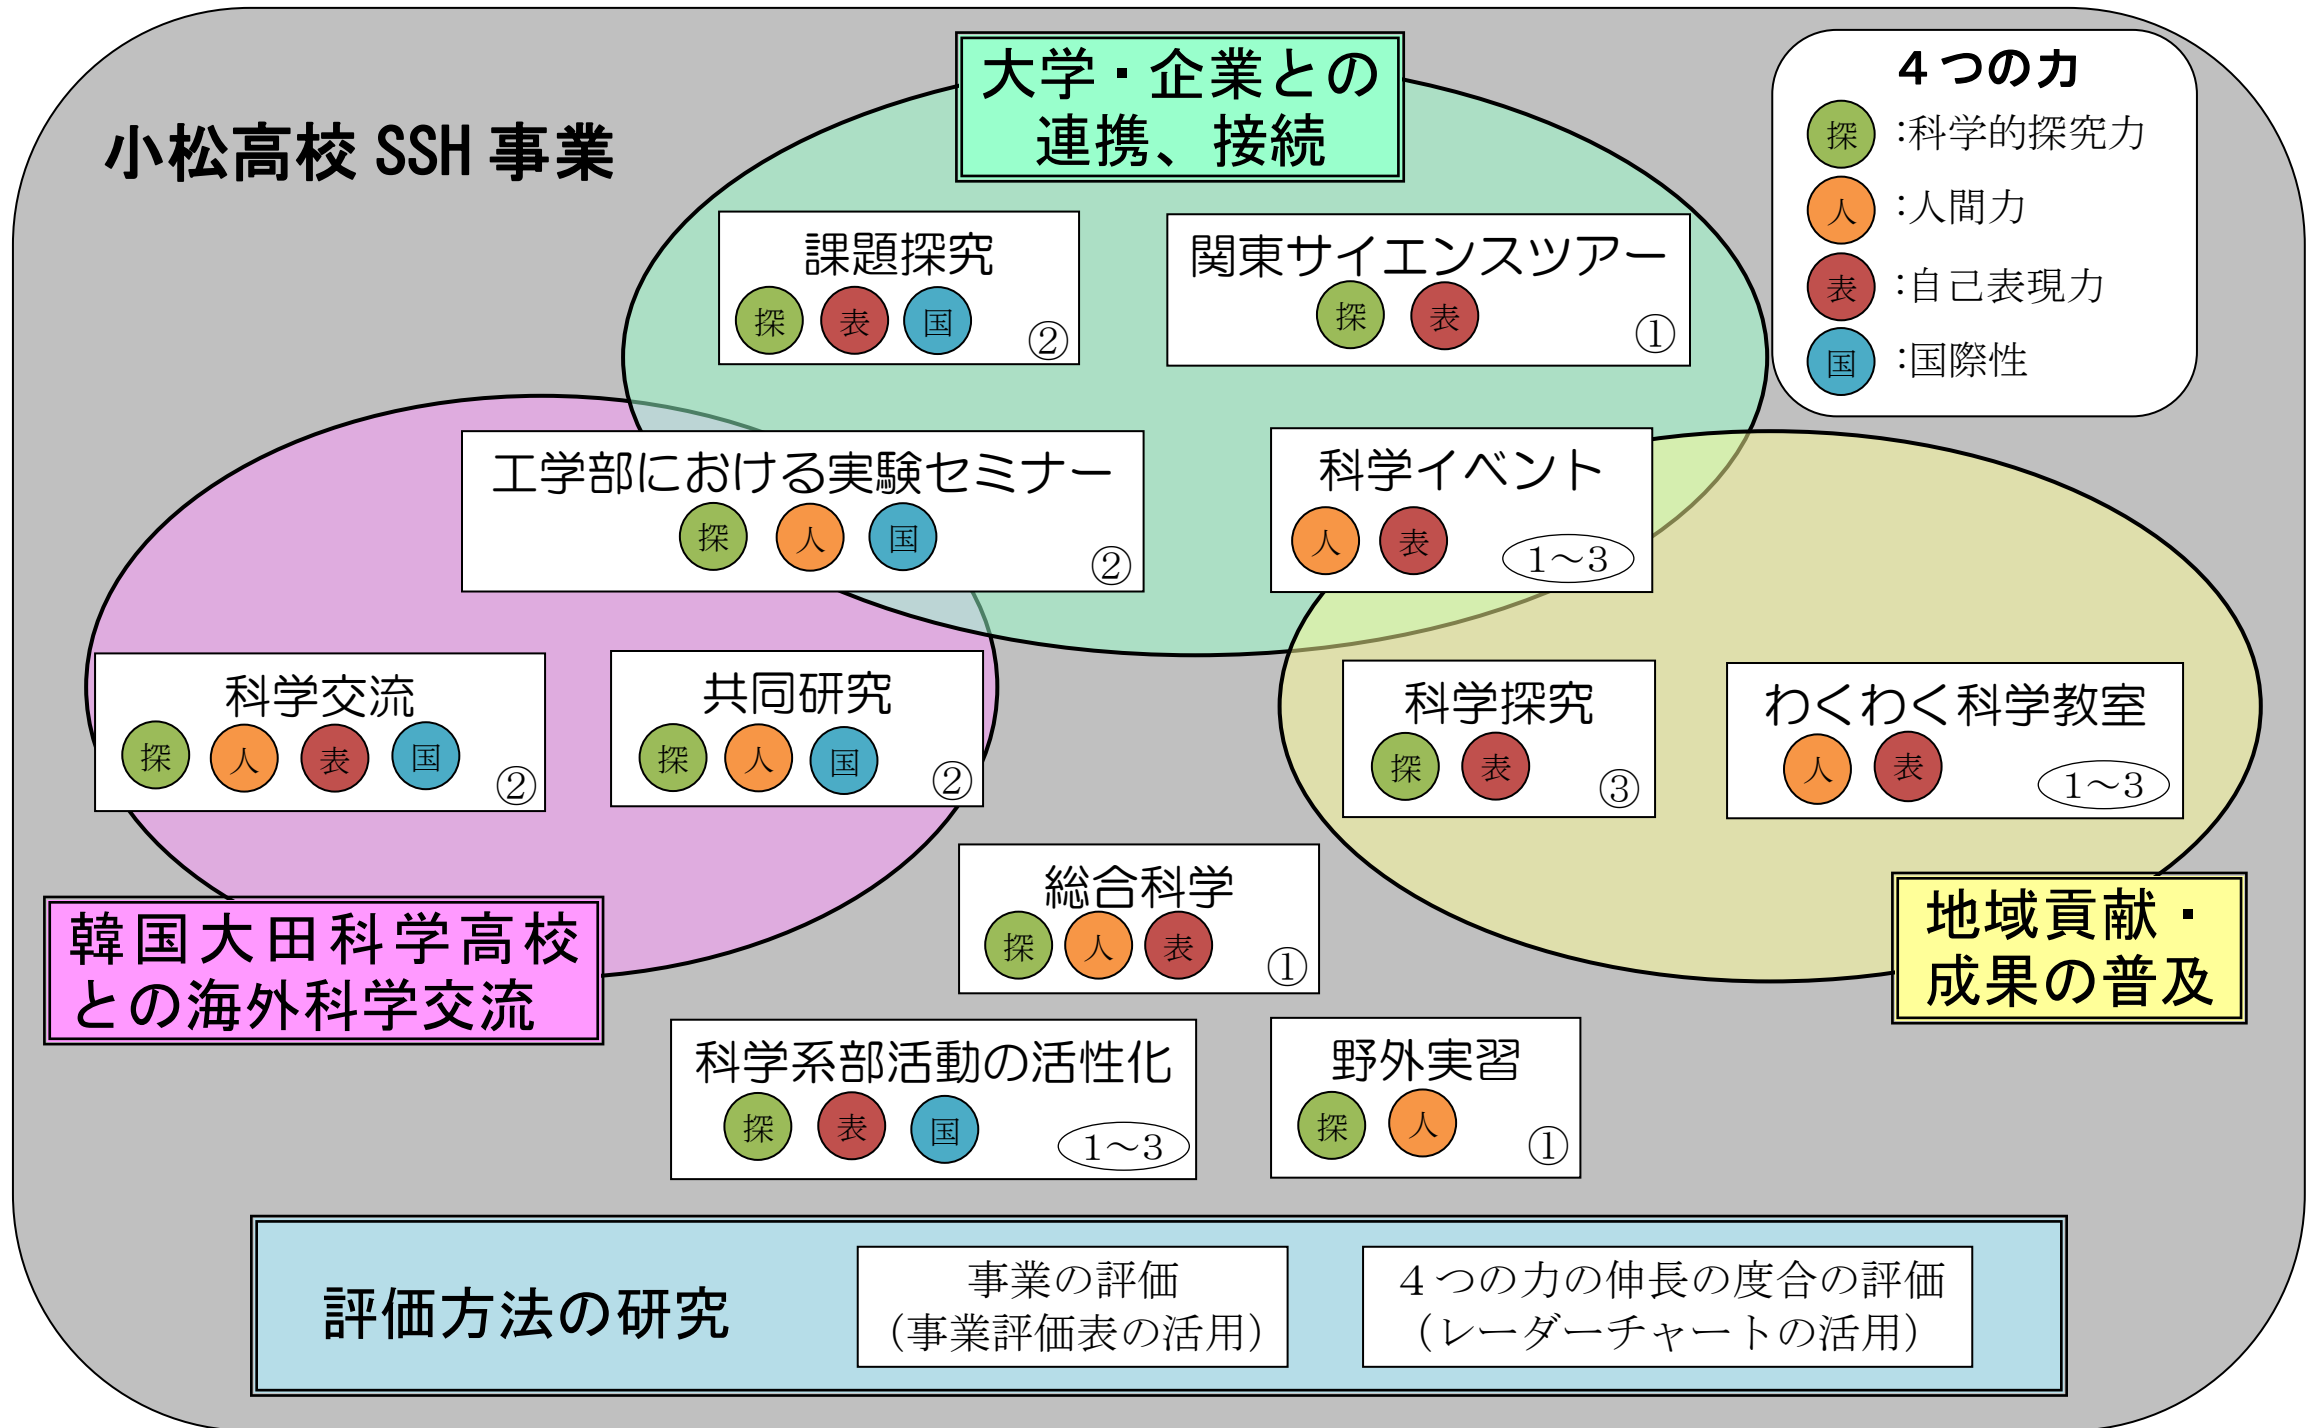 小松高校 SSH 事業
大学・企業との
連携、接続
４つの力
探 :科学的探究力
人 :人間力
表 :自己表現力
国 :国際性
課題探究
探 表 国
②
関東サイエンスツアー
探 表
①
工学部における実験セミナー
探 人 国
②
科学イベント
人 表
1～3
科学交流
探 人 表 国
②
共同研究
探 人 国
②
科学探究
探 表
③
わくわく科学教室
人 表
1～3
総合科学
探 人 表
①
韓国大田科学高校
との海外科学交流
地域貢献・
成果の普及
科学系部活動の活性化
探 表 国
1～3
野外実習
探 人
①
評価方法の研究
事業の評価
（事業評価表の活用）
４つの力の伸長の度合の評価
（レーダーチャートの活用）